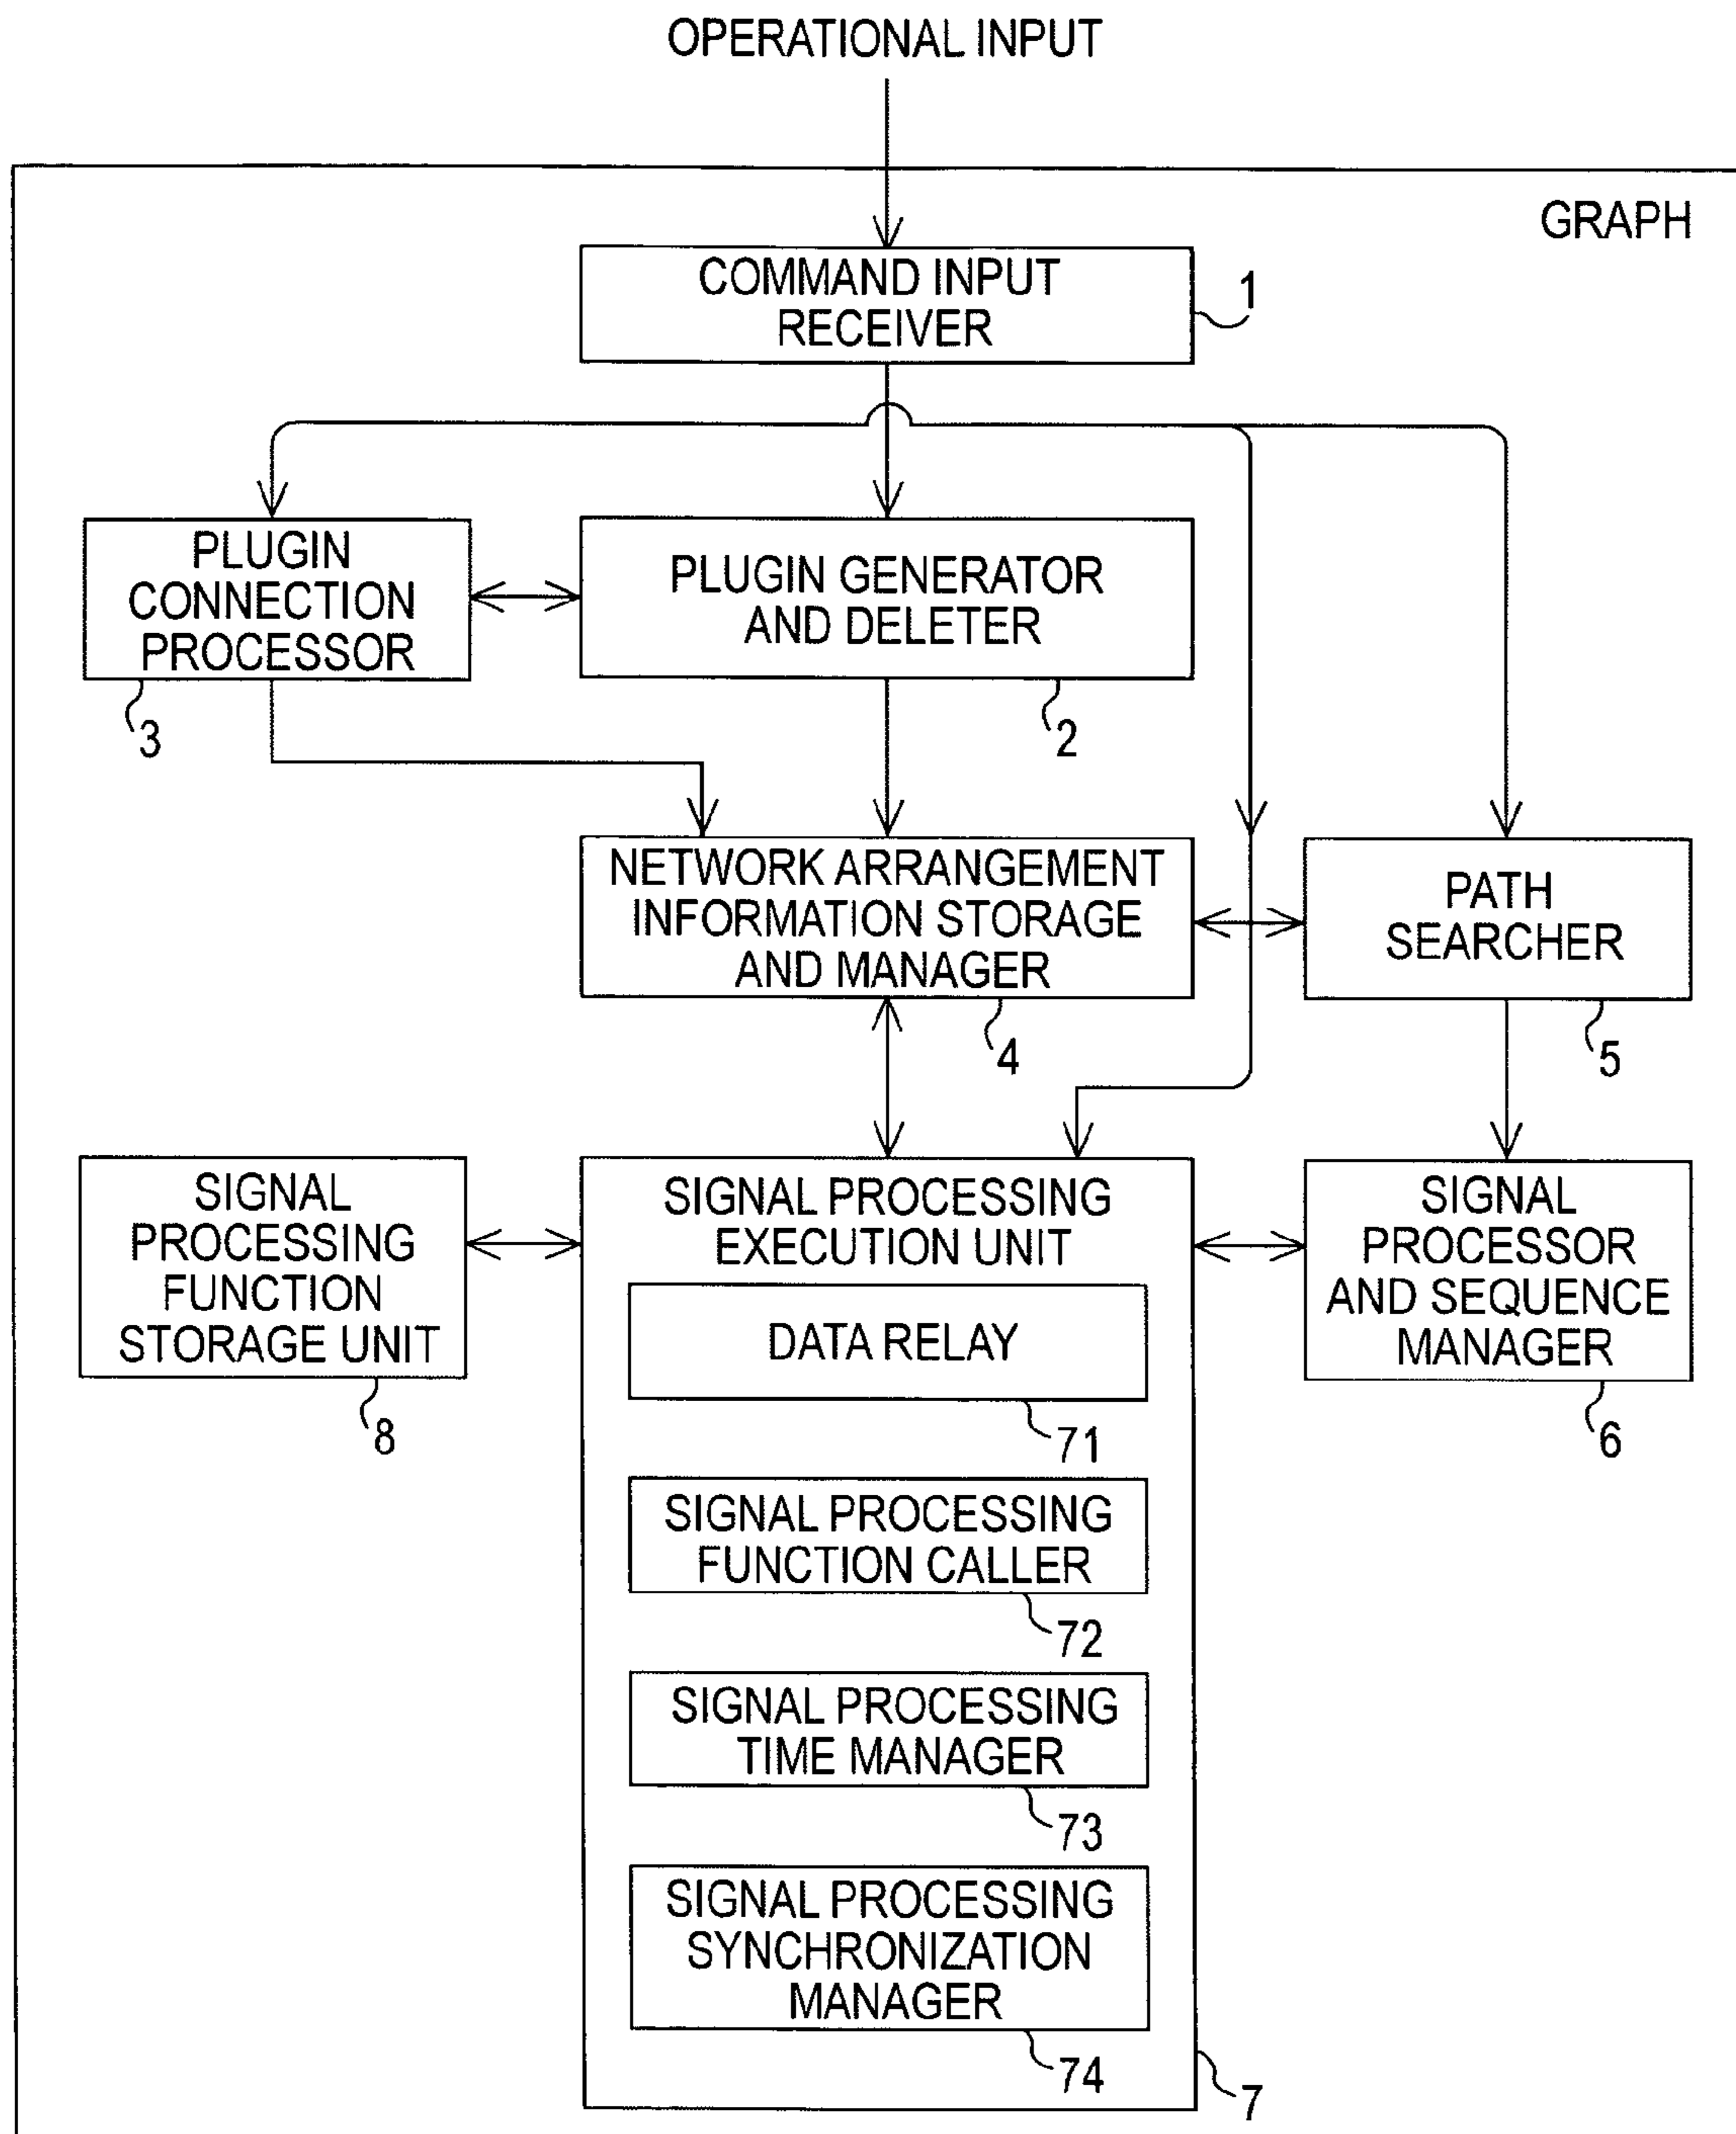 OPERATIONAL INPUT
GRAPH
COMMAND INPUT
RECEIVER
1
PLUGIN
CONNECTION
PROCESSOR
3
PLUGIN GENERATOR
AND DELETER
2
NETWORK ARRANGEMENT
INFORMATION STORAGE
AND MANAGER
4
PATH
SEARCHER
5
SIGNAL
PROCESSING
FUNCTION
STORAGE UNIT
8
SIGNAL PROCESSING
EXECUTION UNIT
DATA RELAY
71
SIGNAL PROCESSING
FUNCTION CALLER
72
SIGNAL PROCESSING
TIME MANAGER
73
SIGNAL PROCESSING
SYNCHRONIZATION
MANAGER
74
7
SIGNAL
PROCESSOR
AND SEQUENCE
MANAGER
6